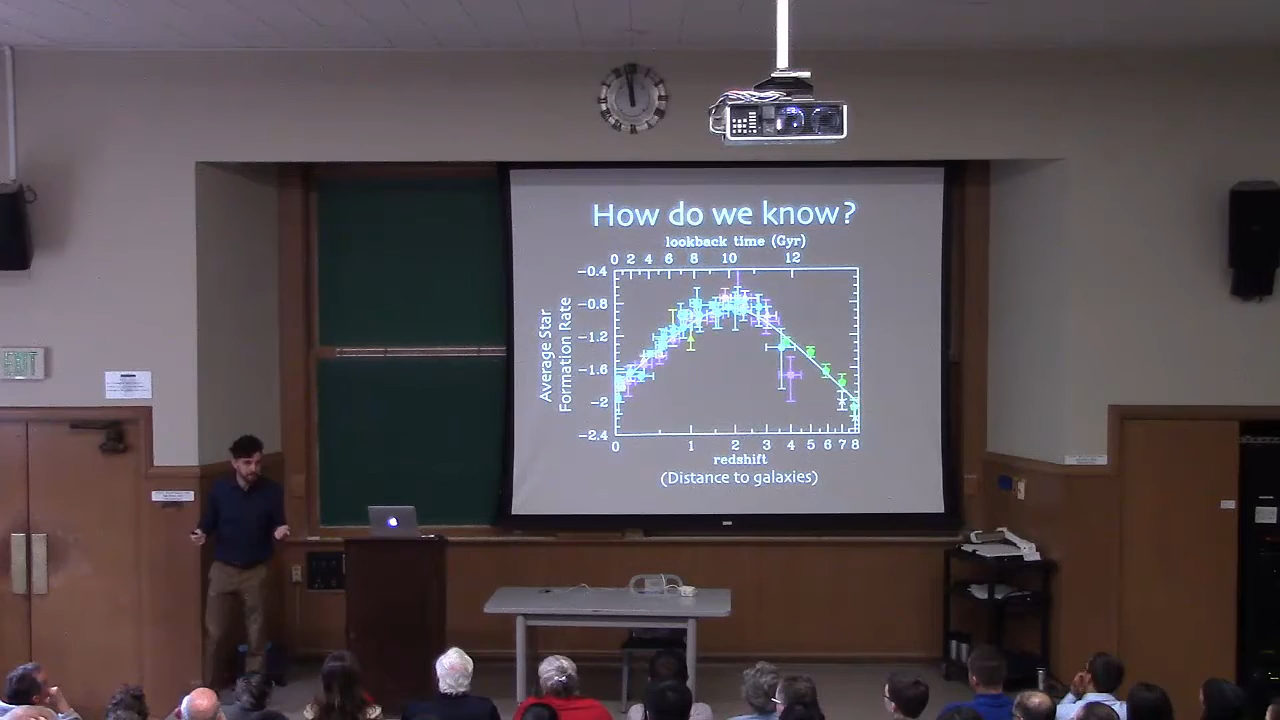 How do we know?
lookback time (Gyr)
0 2 4 6 8 10 12
−0.4
−0.8
−1.2
−1.6
−2
−2.4
Average Star
Formation Rate
0 1 2 3 4 5 6 7 8
redshift
(Distance to galaxies)
EXIT